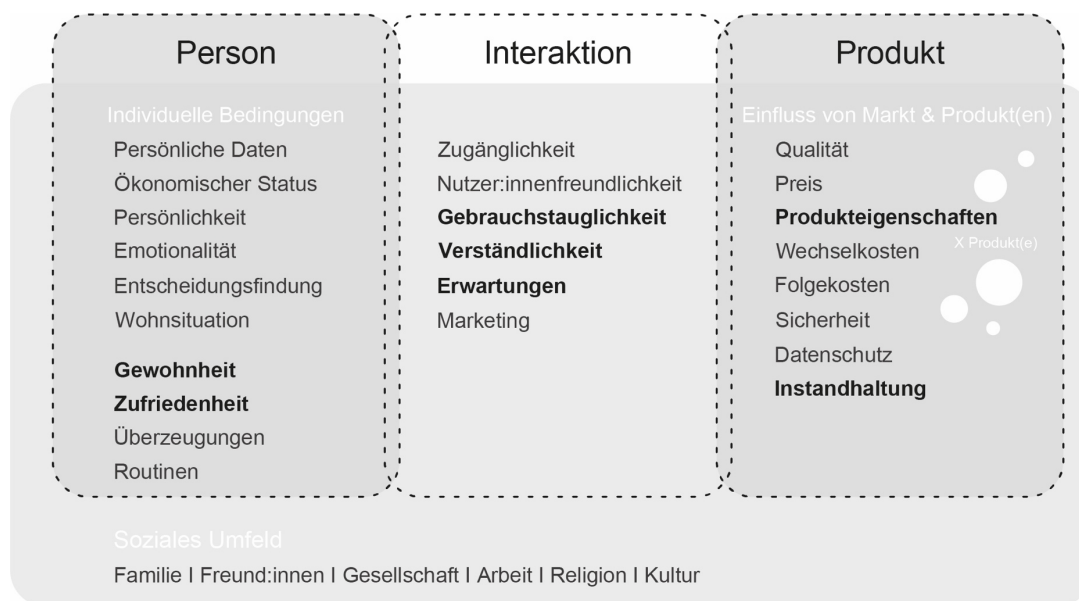 Person
Individuelle Bedingungen
Persönliche Daten
Ökonomischer Status
Persönlichkeit
Emotionalität
Entscheidungsfindung
Wohnsituation
Gewohnheit
Zufriedenheit
Überzeugungen
Routinen
Interaktion
Zugänglichkeit
Nutzer:innenfreundlichkeit
Gebrauchstauglichkeit
Verständlichkeit
Erwartungen
Marketing
Produkt
Einfluss von Markt & Produkt(en)
Qualität
Preis
Produkteigenschaften
X Produkt(e)
Wechselkosten
Folgekosten
Sicherheit
Datenschutz
Instandhaltung
Soziales Umfeld
Familie I Freund:innen I Gesellschaft I Arbeit I Religion I Kultur